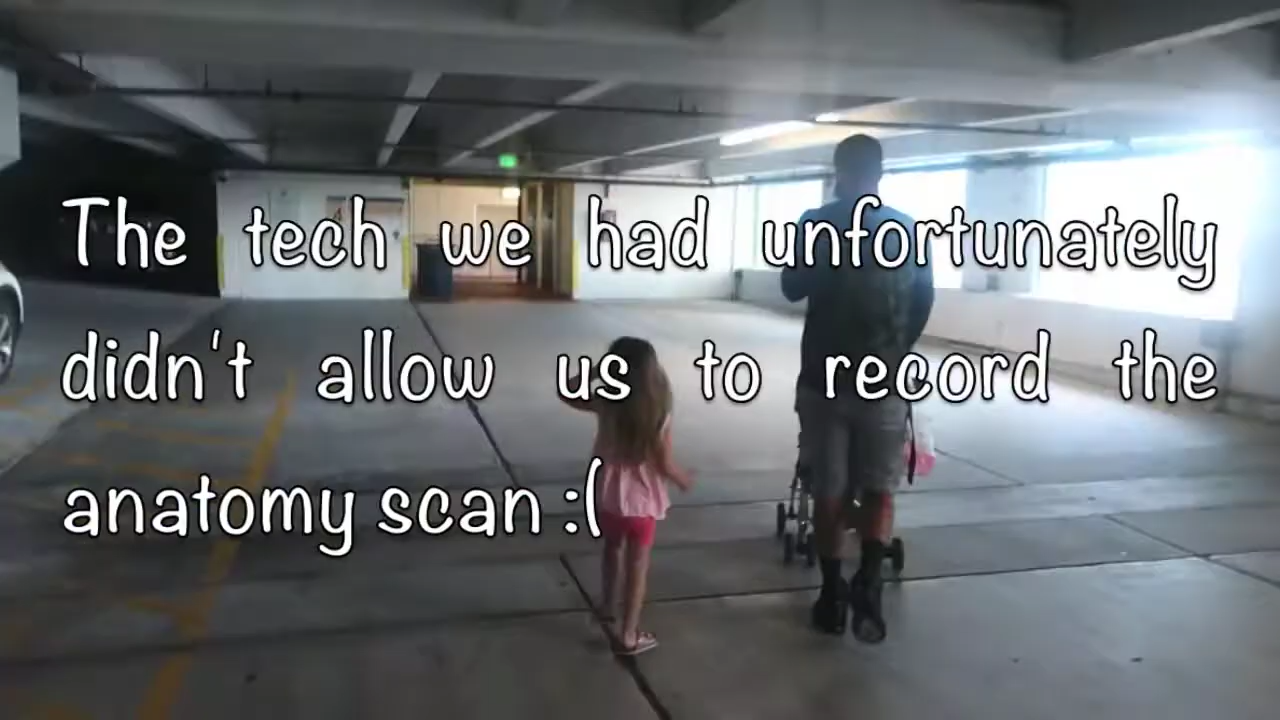 The tech we had unfortunately
didn't allow us to record the
anatomy scan :(